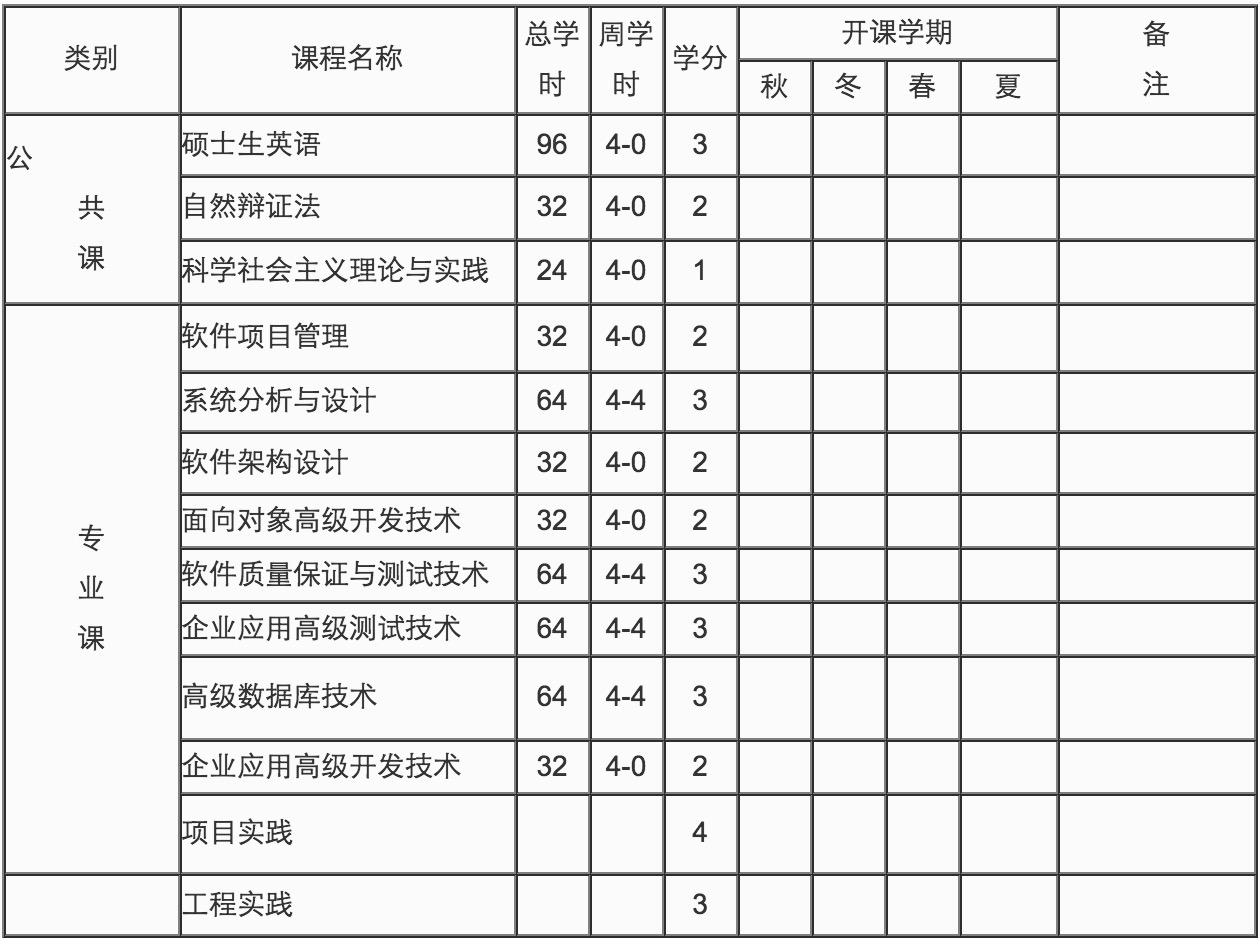 类别 课程名称 总学时 周学时 学分 开课学期 备注
秋 冬 春 夏
公共课
硕士生英语 96 4-0 3
自然辩证法 32 4-0 2
科学社会主义理论与实践 24 4-0 1
专业课
软件项目管理 32 4-0 2
系统分析与设计 64 4-4 3
软件架构设计 32 4-0 2
面向对象高级开发技术 32 4-0 2
软件质量保证与测试技术 64 4-4 3
企业应用高级测试技术 64 4-4 3
高级数据库技术 64 4-4 3
企业应用高级开发技术 32 4-0 2
项目实践 4
工程实践 3